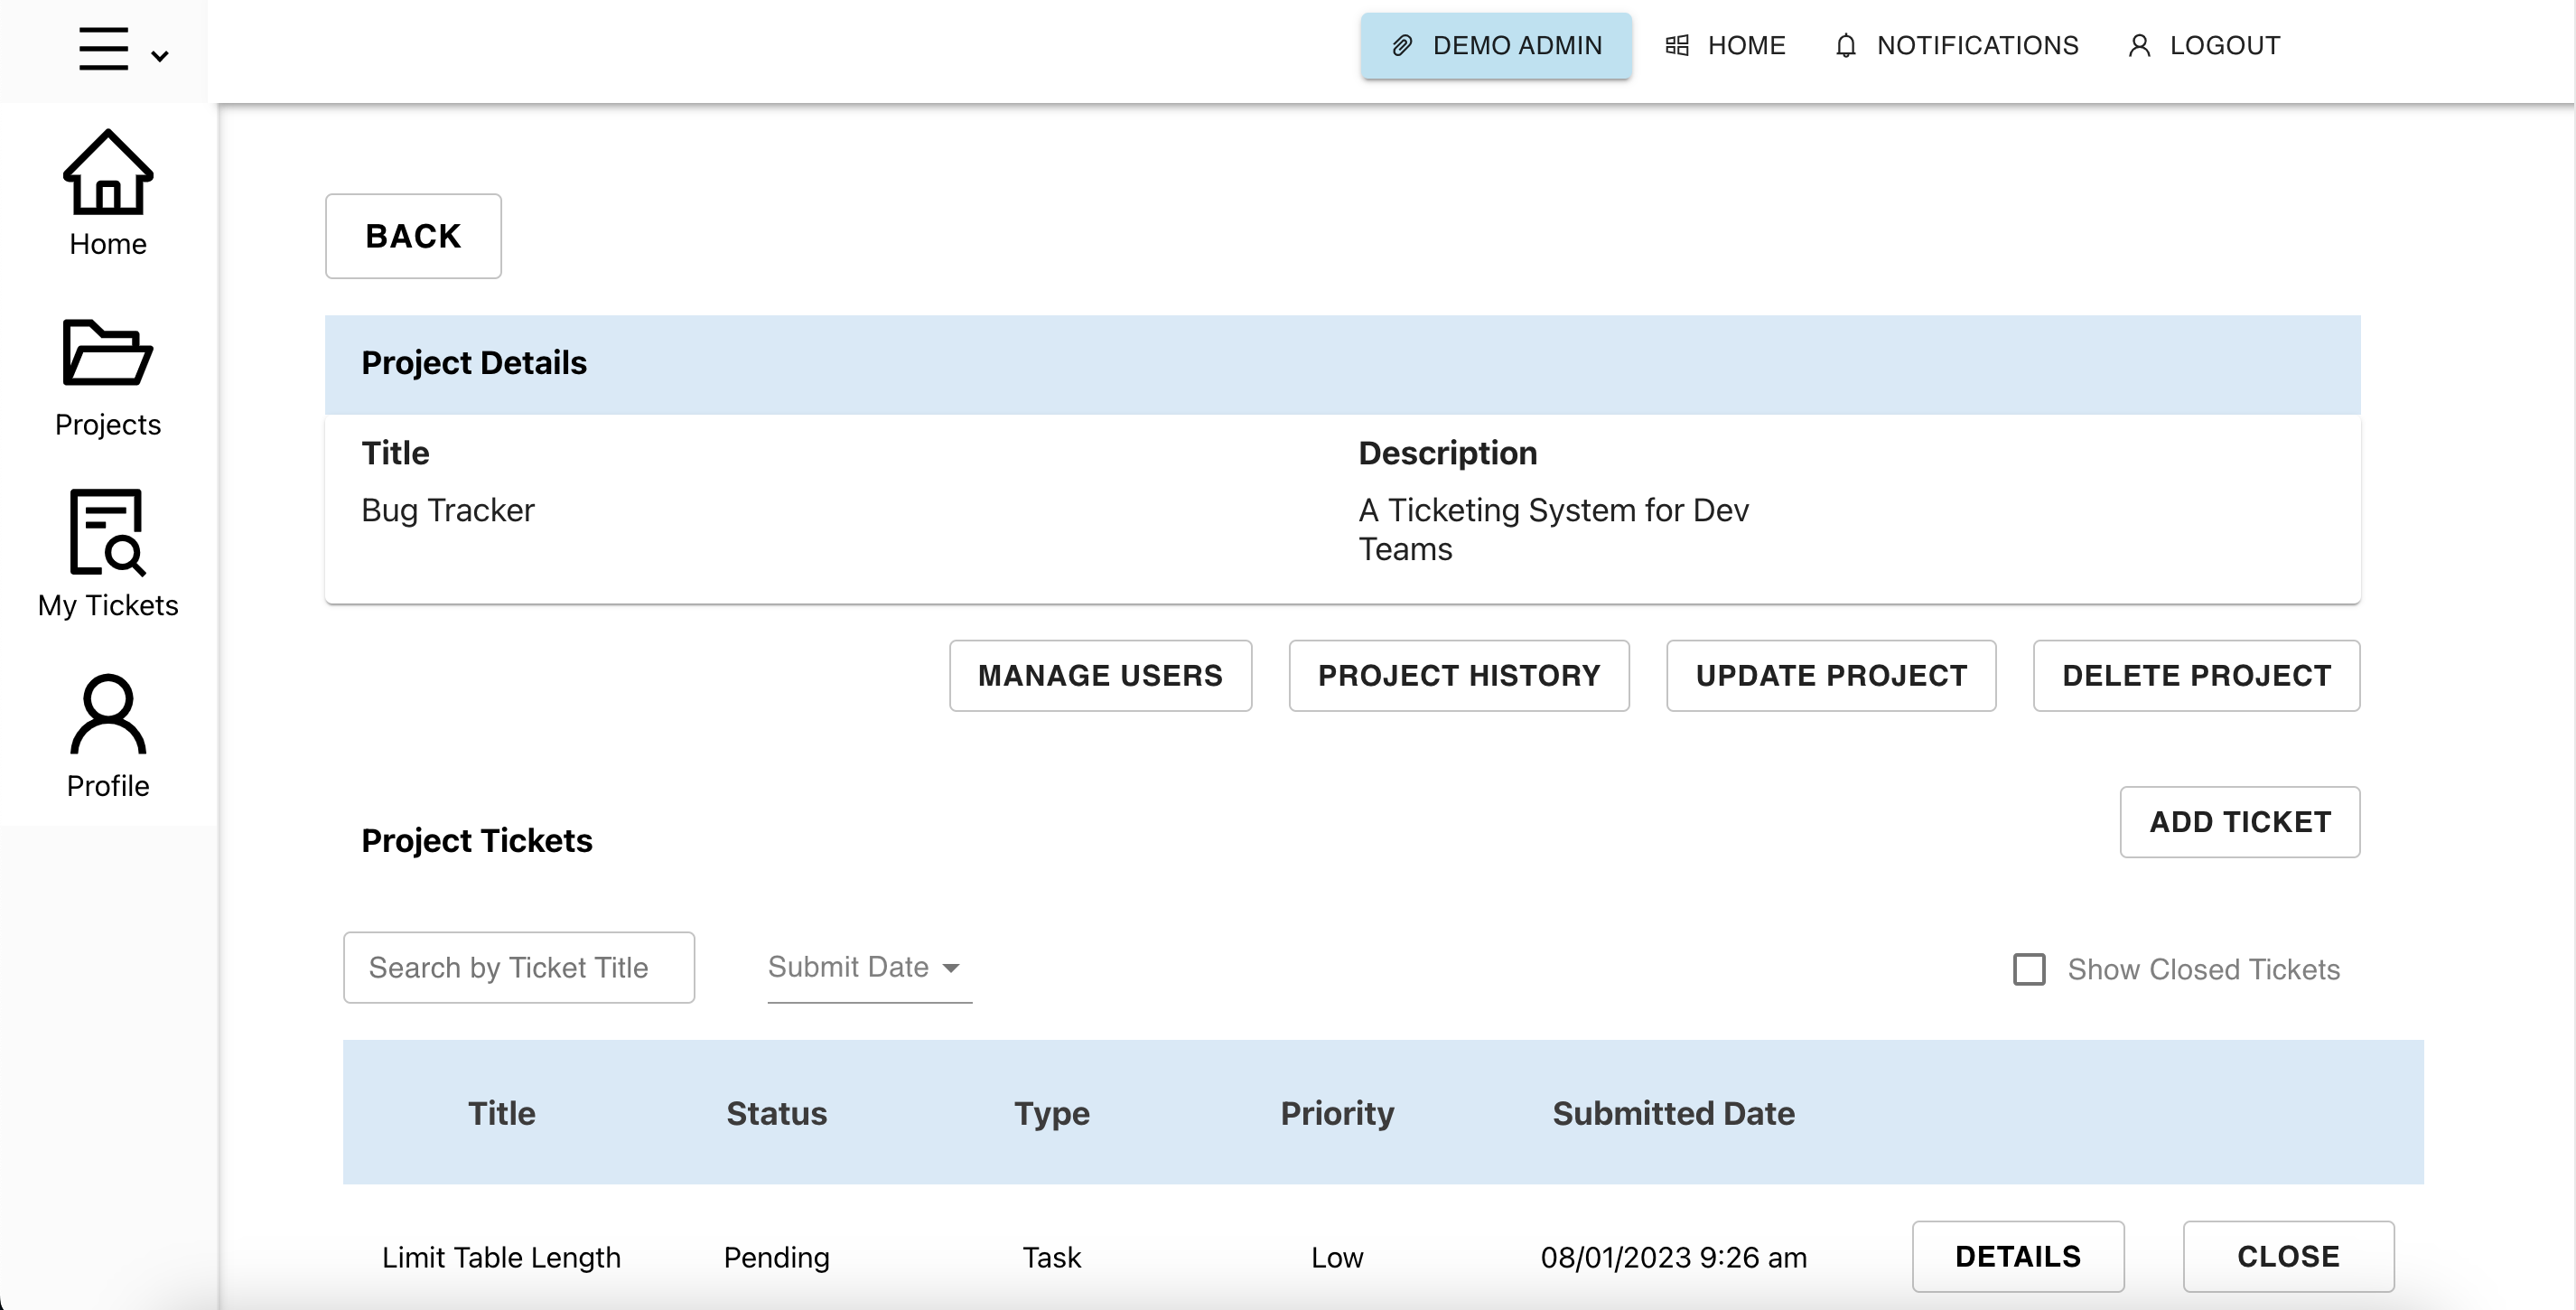 DEMO ADMIN HOME NOTIFICATIONS LOGOUT
Home
Projects
My Tickets
Profile
BACK
Project Details
Title Description
Bug Tracker A Ticketing System for Dev
Teams
MANAGE USERS PROJECT HISTORY UPDATE PROJECT DELETE PROJECT
Project Tickets ADD TICKET
Search by Ticket Title Submit Date Show Closed Tickets
Title Status Type Priority Submitted Date
Limit Table Length Pending Task Low 08/01/2023 9:26 am DETAILS CLOSE